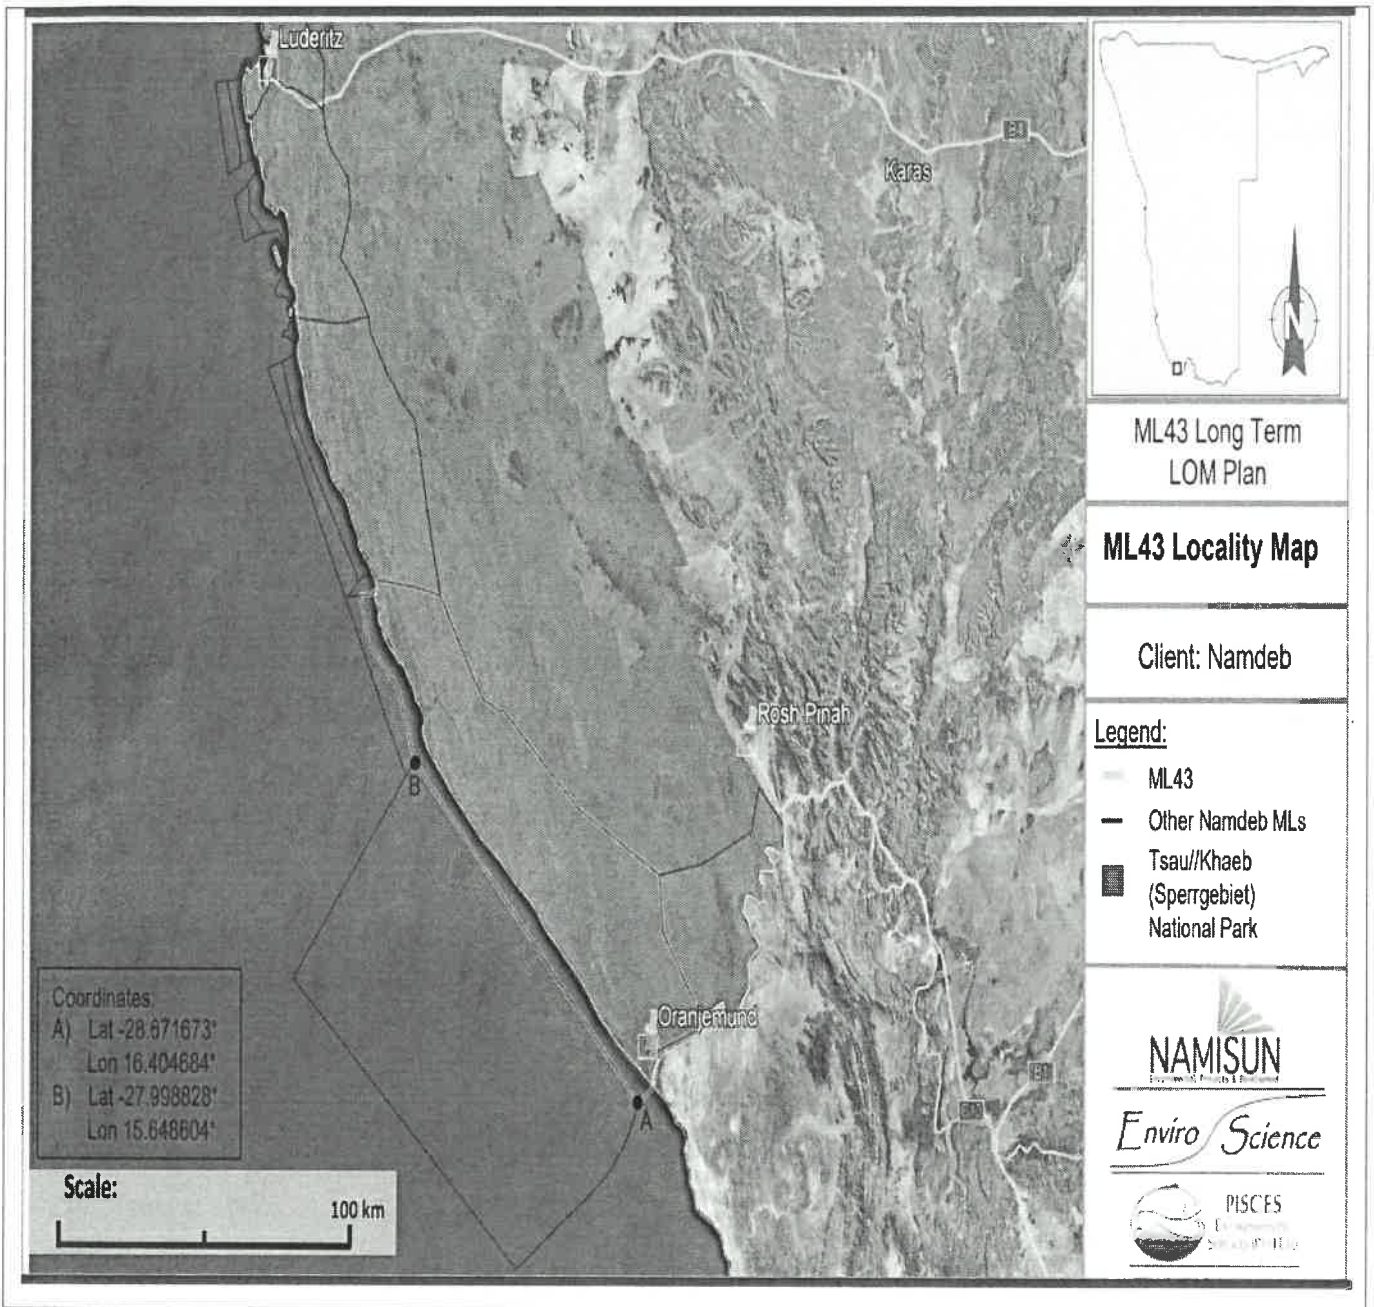 Luderitz
B4
Karas
Rosh Pinah
B
Oranjemund
A
B1
Coordinates:
A) Lat -28.671673°
Lon 16.404684°
B) Lat -27.998828°
Lon 15.648604°
Scale:
100 km
N
ML43 Long Term
LOM Plan
ML43 Locality Map
Client: Namdeb
Legend:
ML43
Other Namdeb MLs
Tsau//Khaeb
(Sperrgebiet)
National Park
NAMISUN
Enviro Science
PISCES